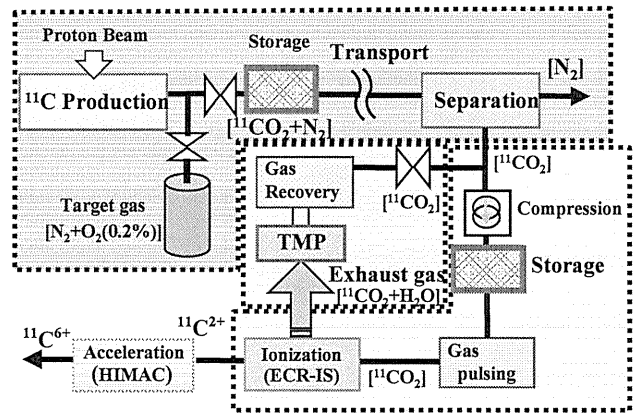 Proton Beam
Storage
Transport
[N₂]
¹¹C Production
Separation
[¹¹CO₂+N₂]
[¹¹CO₂]
Gas
Recovery
[¹¹CO₂]
Target gas
[N₂+O₂(0.2%)]
Compression
TMP
Storage
Exhaust gas
[¹¹CO₂+H₂O]
¹¹C⁶⁺
¹¹C²⁺
Acceleration
(HIMAC)
Ionization
(ECR-IS)
[¹¹CO₂]
Gas
pulsing